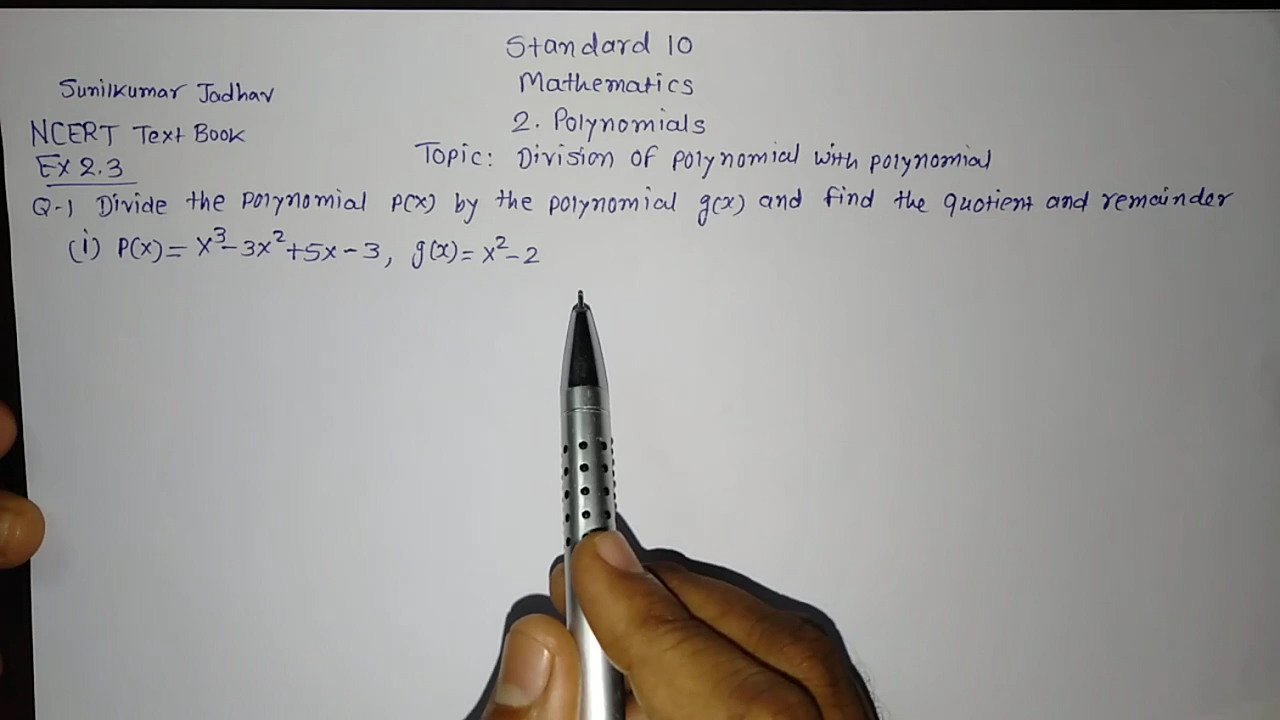 Standard 10
Mathematics
Sunilkumar Jadhav
2. Polynomials
NCERT Text Book
Topic: Division of polynomial with polynomial
Ex 2.3
Q-1 Divide the polynomial p(x) by the polynomial g(x) and find the quotient and remainder
(i) P(x) = x³-3x²+5x-3, g(x) = x²-2